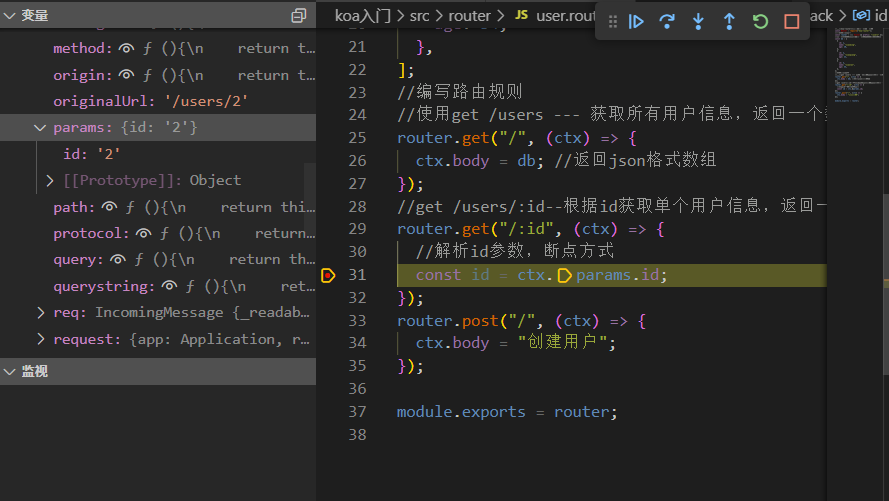 变量
method: ƒ (){\n    return t…
origin: ƒ (){\n    return t…
originalUrl: '/users/2'
params: {id: '2'}
id: '2'
[[Prototype]]: Object
path: ƒ (){\n    return thi…
protocol: ƒ (){\n    return…
query: ƒ (){\n    return th…
querystring: ƒ (){\n    ret…
req: IncomingMessage {_readab…
request: {app: Application, r…
监视
koa入门 > src > router > JS user.rout
ack > id
21 },
22 ];
23 //编写路由规则
24 //使用get /users --- 获取所有用户信息，返回一个
25 router.get("/", (ctx) => {
26 ctx.body = db; //返回json格式数组
27 });
28 //get /users/:id--根据id获取单个用户信息，返回一
29 router.get("/:id", (ctx) => {
30 //解析id参数，断点方式
31 const id = ctx.params.id;
32 });
33 router.post("/", (ctx) => {
34 ctx.body = "创建用户";
35 });
36
37 module.exports = router;
38